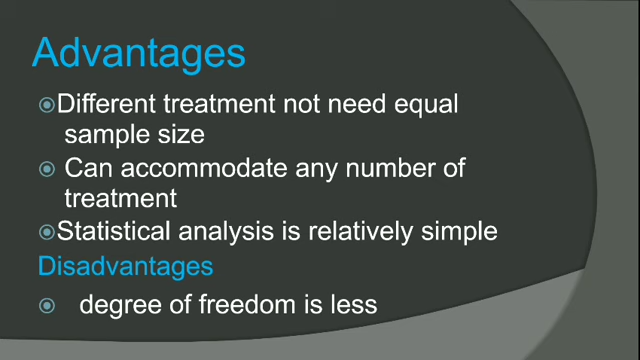 Advantages
Different treatment not need equal
sample size
Can accommodate any number of
treatment
Statistical analysis is relatively simple
Disadvantages
degree of freedom is less